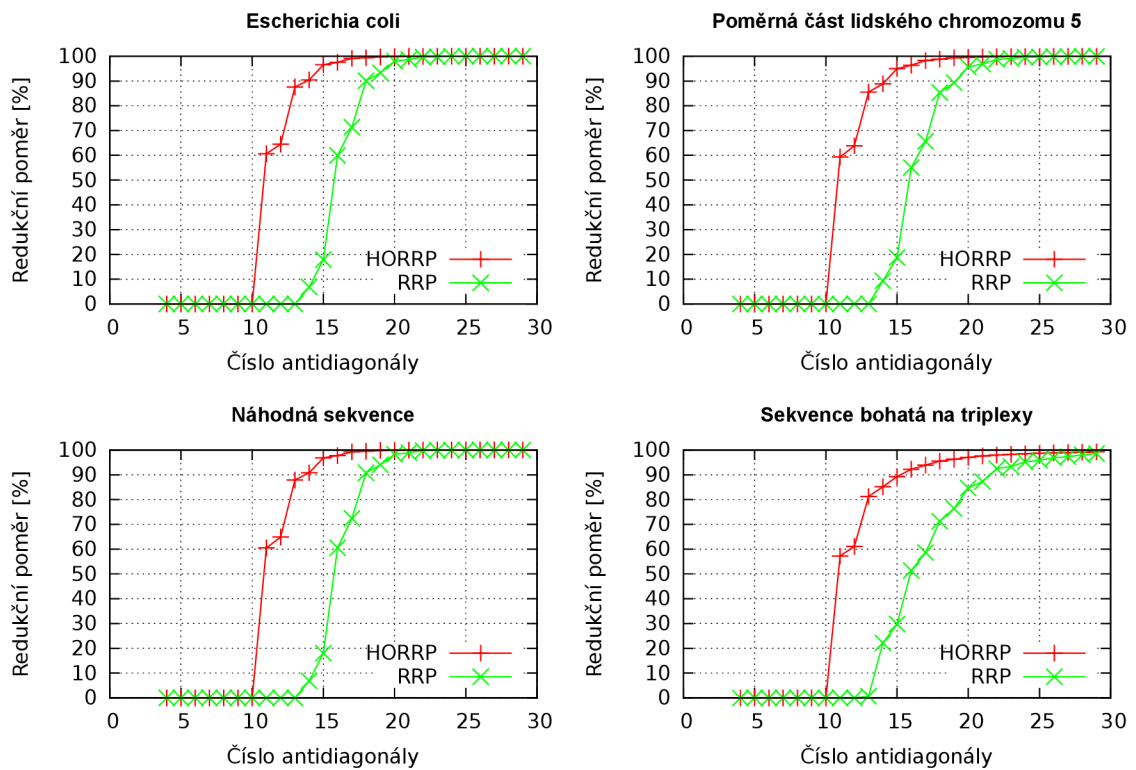 Escherichia coli
Redukční poměr [%]
100
90
80
70
60
50
40
30
20
10
0
HORRP
RRP
0 5 10 15 20 25 30
Číslo antidiagonály
Poměrná část lidského chromozomu 5
Redukční poměr [%]
100
90
80
70
60
50
40
30
20
10
0
HORRP
RRP
0 5 10 15 20 25 30
Číslo antidiagonály
Náhodná sekvence
Redukční poměr [%]
100
90
80
70
60
50
40
30
20
10
0
HORRP
RRP
0 5 10 15 20 25 30
Číslo antidiagonály
Sekvence bohatá na triplexy
Redukční poměr [%]
100
90
80
70
60
50
40
30
20
10
0
HORRP
RRP
0 5 10 15 20 25 30
Číslo antidiagonály